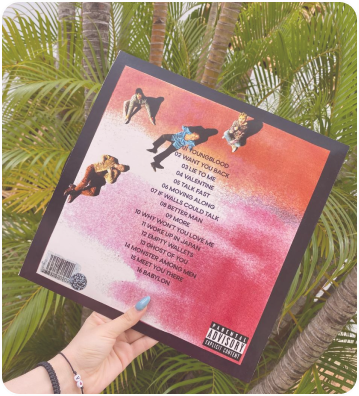 01 YOUNGBLOOD
02 WANT YOU BACK
03 LIE TO ME
04 VALENTINE
05 TALK FAST
06 MOVING ALONG
07 IF WALLS COULD TALK
08 BETTER MAN
09 MORE
10 WHY WON'T YOU LOVE ME
11 WOKE UP IN JAPAN
12 EMPTY WALLETS
13 GHOST OF YOU
14 MONSTER AMONG MEN
15 MEET YOU THERE
16 BABYLON
PARENTAL
ADVISORY
EXPLICIT CONTENT